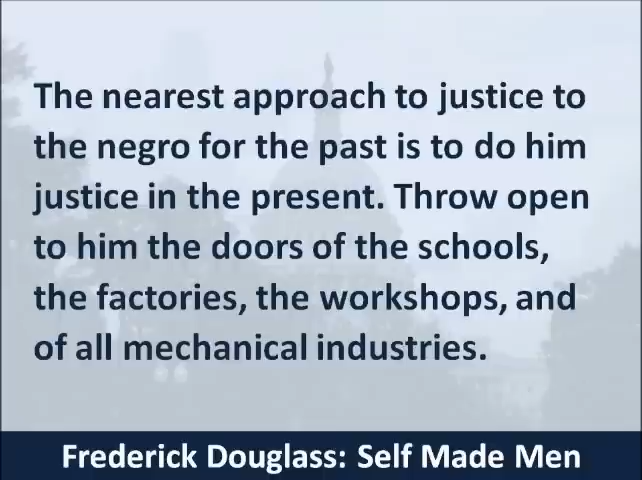 The nearest approach to justice to
the negro for the past is to do him
justice in the present. Throw open
to him the doors of the schools,
the factories, the workshops, and
of all mechanical industries.
Frederick Douglass: Self Made Men